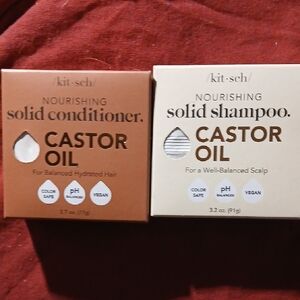 /kit·sch/
NOURISHING
solid conditioner.
CASTOR
OIL
For Balanced Hydrated Hair
COLOR
SAFE
pH
BALANCED
VEGAN
/kit·sch/
NOURISHING
solid shampoo.
CASTOR
OIL
For a Well-Balanced Scalp
COLOR
SAFE
pH
BALANCED
VEGAN
3.2 oz. (91g)